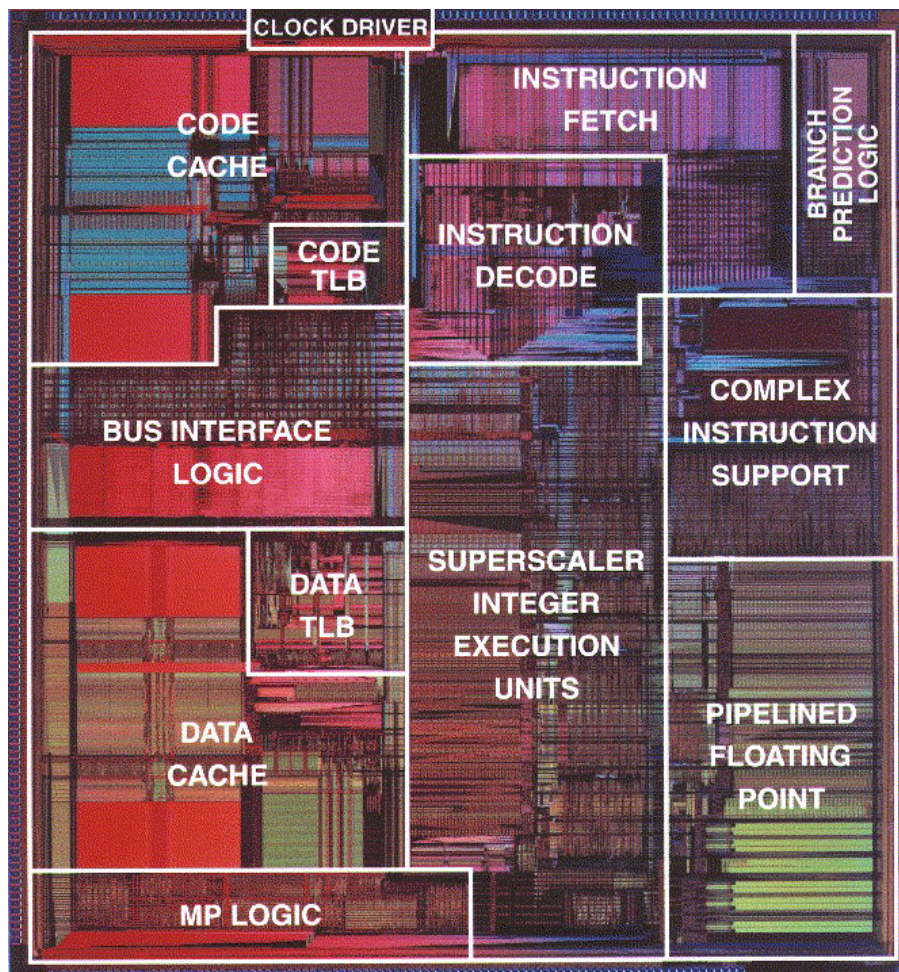 CLOCK DRIVER
CODE
CACHE
INSTRUCTION
FETCH
BRANCH
PREDICTION
LOGIC
CODE
TLB
INSTRUCTION
DECODE
COMPLEX
INSTRUCTION
SUPPORT
BUS INTERFACE
LOGIC
DATA
TLB
SUPERSCALER
INTEGER
EXECUTION
UNITS
DATA
CACHE
PIPELINED
FLOATING
POINT
MP LOGIC